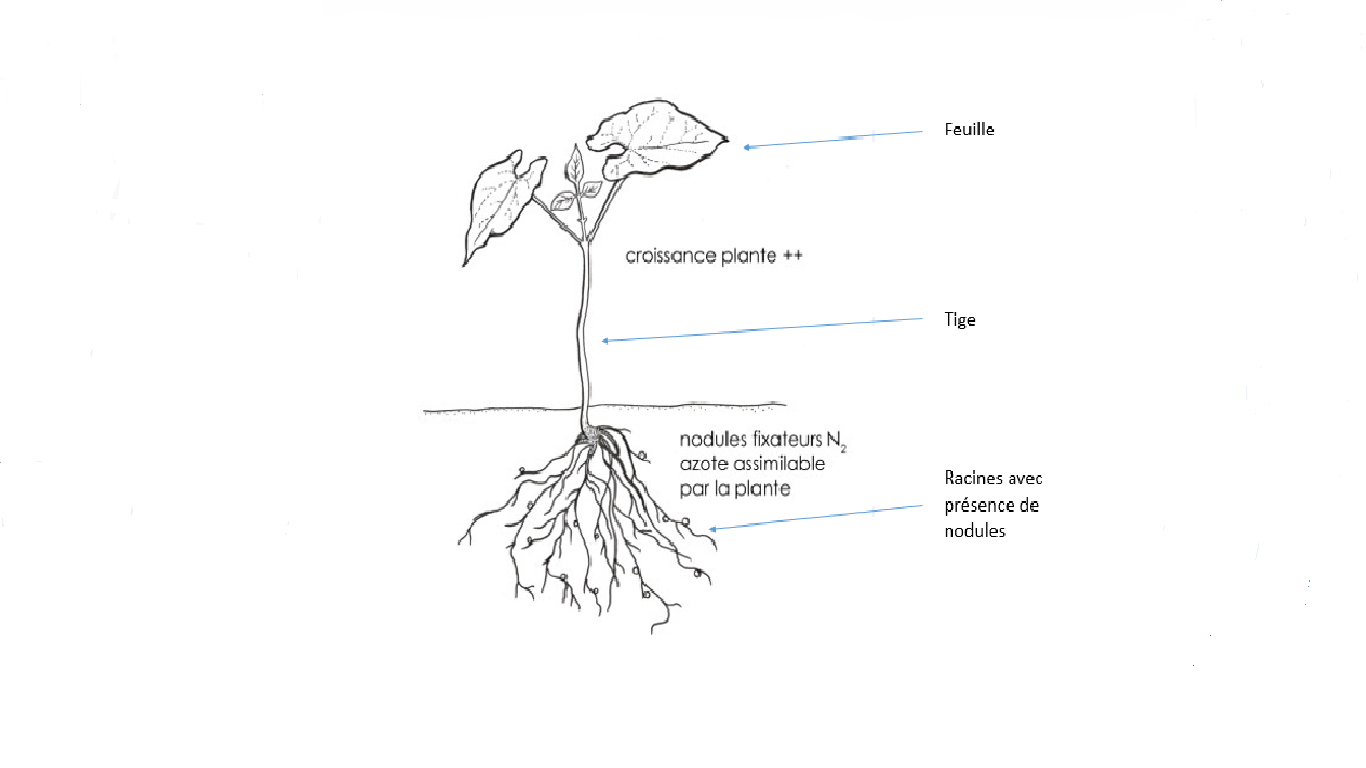 Feuille
croissance plante ++
Tige
nodules fixateurs N₂
azote assimilable
par la plante
Racines avec
présence de
nodules